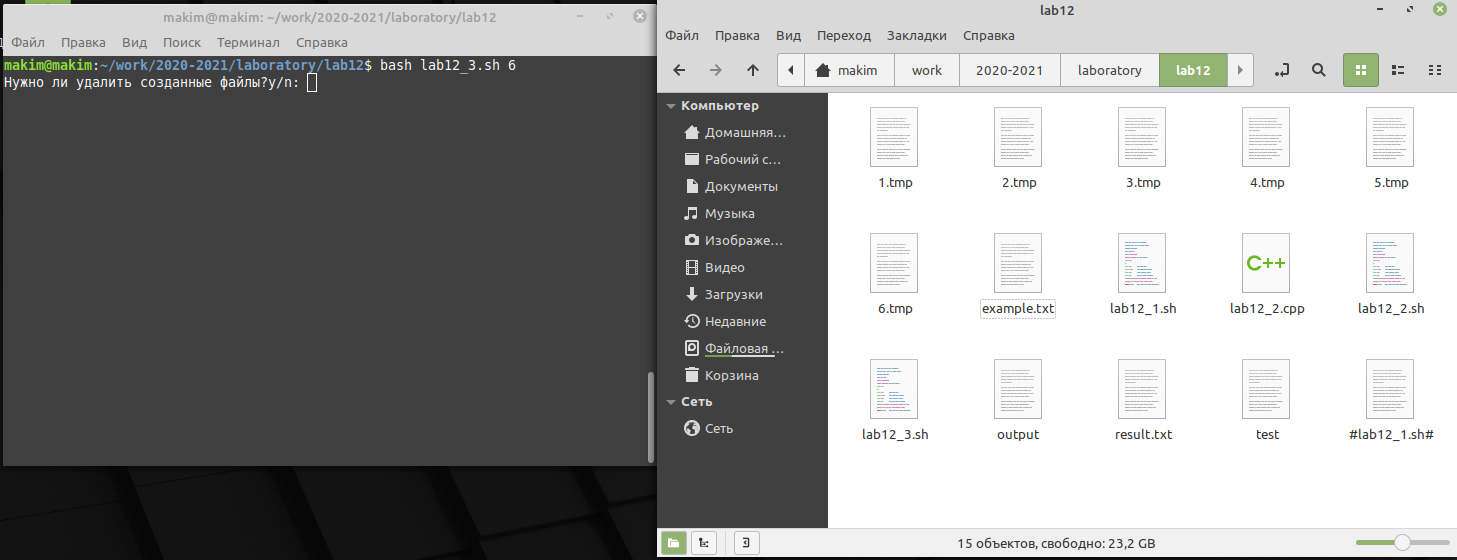 makim@makim: ~/work/2020-2021/laboratory/lab12
Файл Правка Вид Поиск Терминал Справка
makim@makim:~/work/2020-2021/laboratory/lab12$ bash lab12_3.sh 6
Нужно ли удалить созданные файлы?y/n:
lab12
Файл Правка Вид Переход Закладки Справка
makim work 2020-2021 laboratory lab12
Компьютер
Домашняя…
Рабочий с…
Документы
Музыка
Изображе…
Видео
Загрузки
Недавние
Файловая …
Корзина
Сеть
Сеть
1.tmp 2.tmp 3.tmp 4.tmp 5.tmp
C++
6.tmp example.txt lab12_1.sh lab12_2.cpp lab12_2.sh
lab12_3.sh output result.txt test #lab12_1.sh#
15 объектов, свободно: 23,2 GB